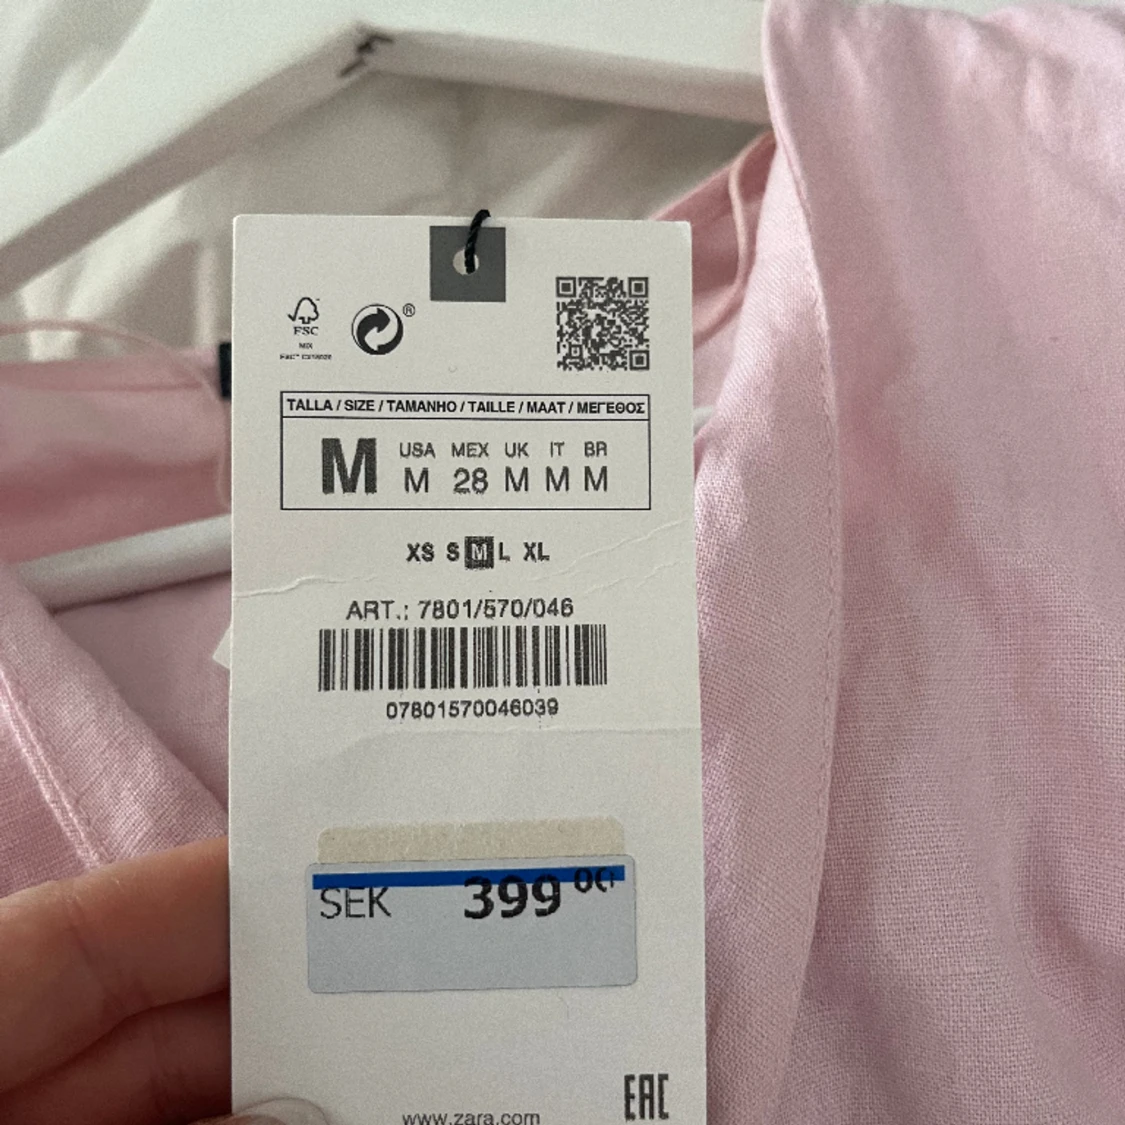 ®
FSC
MIX
TALLA / SIZE / TAMANHO / TAILLE / MAAT / ΜΕΓΕΘΟΣ
M USA MEX UK IT BR
M 28 M M M
XS S M L XL
ART.: 7801/570/046
07801570046039
SEK 399 00
www.zara.com
EAC